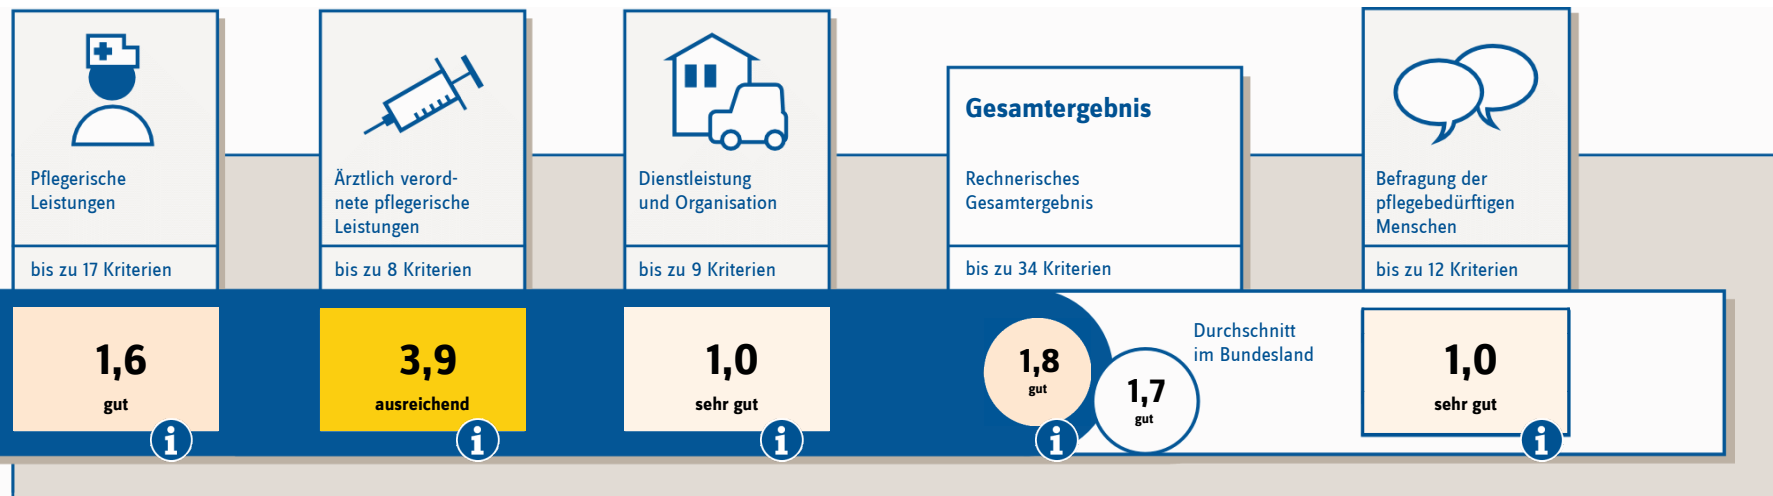 Pflegerische
Leistungen
bis zu 17 Kriterien
1,6
gut
Ärztlich verord-
nete pflegerische
Leistungen
bis zu 8 Kriterien
3,9
ausreichend
Dienstleistung
und Organisation
bis zu 9 Kriterien
1,0
sehr gut
Gesamtergebnis
Rechnerisches
Gesamtergebnis
bis zu 34 Kriterien
1,8
gut
Durchschnitt
im Bundesland
1,7
gut
Befragung der
pflegebedürftigen
Menschen
bis zu 12 Kriterien
1,0
sehr gut